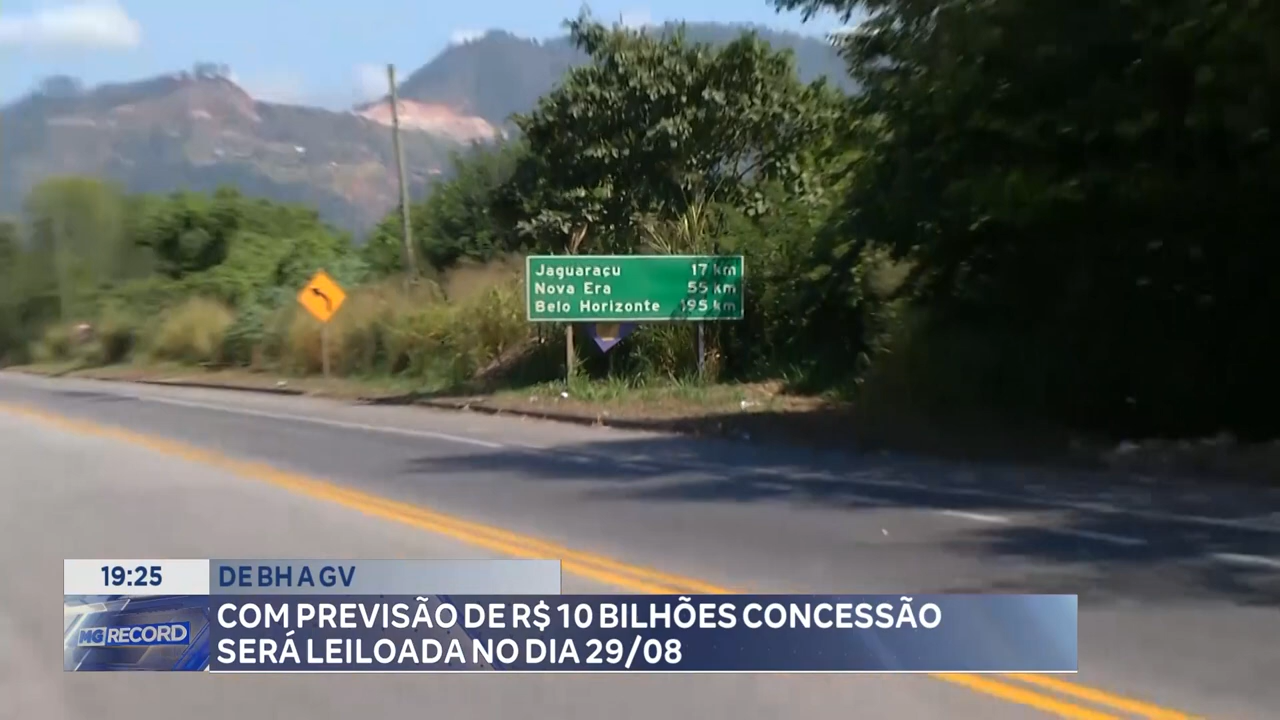 Jaguaraçu 17 km
Nova Era 55 km
Belo Horizonte 195 km
19:25 DE BH A GV
MG RECORD
COM PREVISÃO DE R$ 10 BILHÕES CONCESSÃO
SERÁ LEILOADA NO DIA 29/08